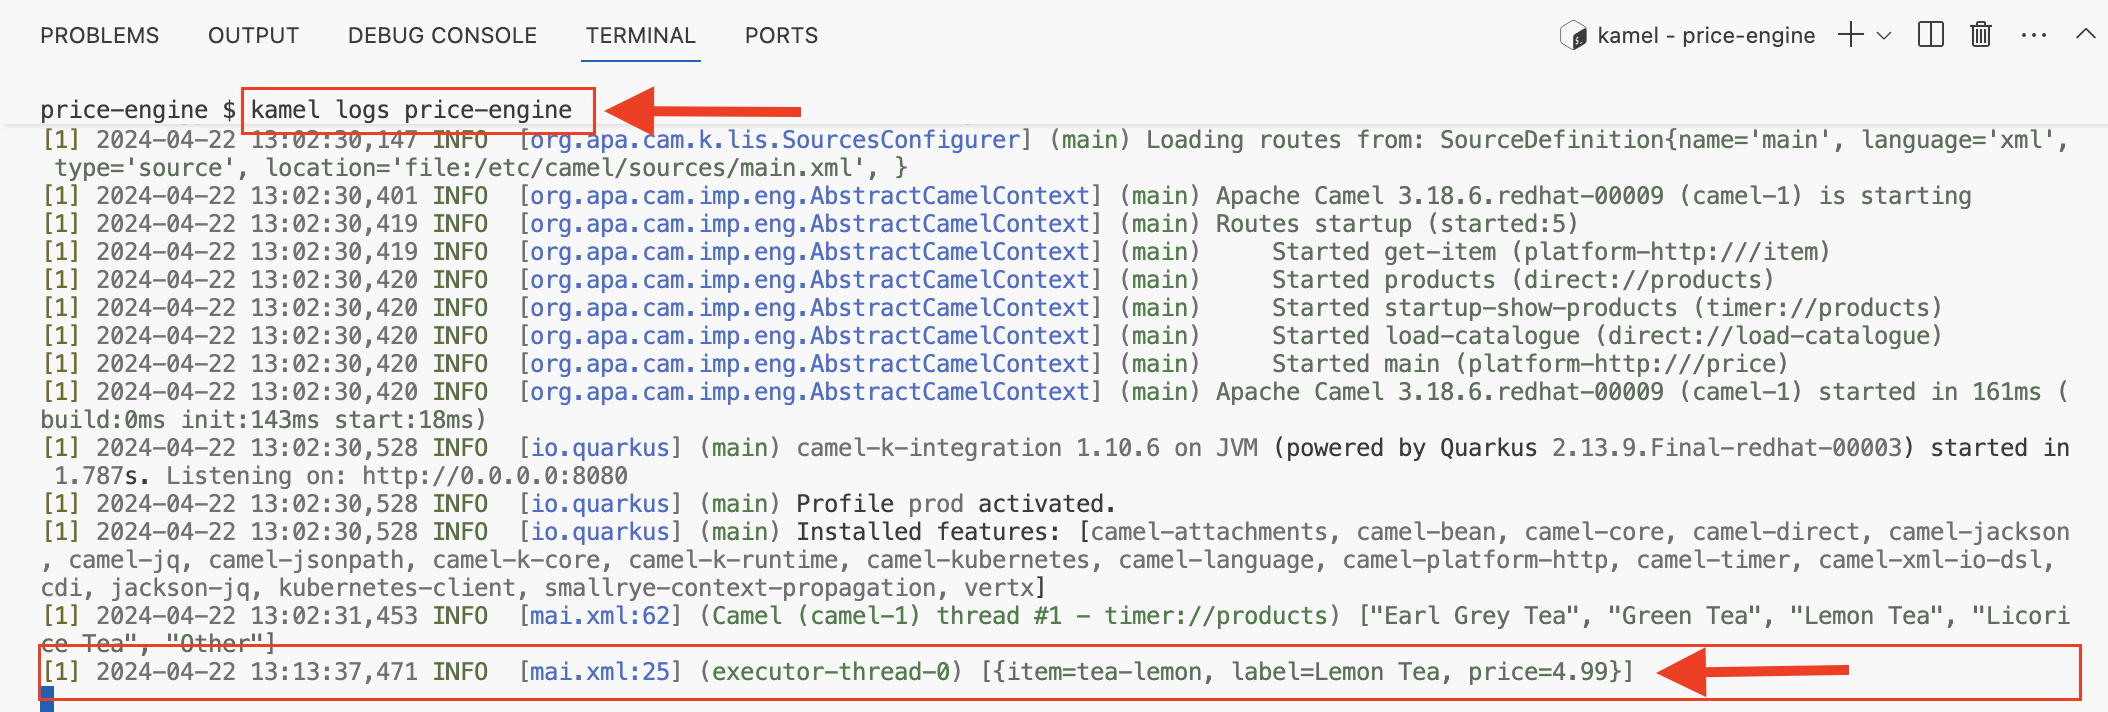 PROBLEMS OUTPUT DEBUG CONSOLE TERMINAL PORTS kamel - price-engine
price-engine $ kamel logs price-engine
[1] 2024-04-22 13:02:30,147 INFO  [org.apa.cam.k.lis.SourcesConfigurer] (main) Loading routes from: SourceDefinition{name='main', language='xml',
 type='source', location='file:/etc/camel/sources/main.xml', }
[1] 2024-04-22 13:02:30,401 INFO  [org.apa.cam.imp.eng.AbstractCamelContext] (main) Apache Camel 3.18.6.redhat-00009 (camel-1) is starting
[1] 2024-04-22 13:02:30,419 INFO  [org.apa.cam.imp.eng.AbstractCamelContext] (main) Routes startup (started:5)
[1] 2024-04-22 13:02:30,419 INFO  [org.apa.cam.imp.eng.AbstractCamelContext] (main)     Started get-item (platform-http:///item)
[1] 2024-04-22 13:02:30,420 INFO  [org.apa.cam.imp.eng.AbstractCamelContext] (main)     Started products (direct://products)
[1] 2024-04-22 13:02:30,420 INFO  [org.apa.cam.imp.eng.AbstractCamelContext] (main)     Started startup-show-products (timer://products)
[1] 2024-04-22 13:02:30,420 INFO  [org.apa.cam.imp.eng.AbstractCamelContext] (main)     Started load-catalogue (direct://load-catalogue)
[1] 2024-04-22 13:02:30,420 INFO  [org.apa.cam.imp.eng.AbstractCamelContext] (main)     Started main (platform-http:///price)
[1] 2024-04-22 13:02:30,420 INFO  [org.apa.cam.imp.eng.AbstractCamelContext] (main) Apache Camel 3.18.6.redhat-00009 (camel-1) started in 161ms (
build:0ms init:143ms start:18ms)
[1] 2024-04-22 13:02:30,528 INFO  [io.quarkus] (main) camel-k-integration 1.10.6 on JVM (powered by Quarkus 2.13.9.Final-redhat-00003) started in
 1.787s. Listening on: http://0.0.0.0:8080
[1] 2024-04-22 13:02:30,528 INFO  [io.quarkus] (main) Profile prod activated.
[1] 2024-04-22 13:02:30,528 INFO  [io.quarkus] (main) Installed features: [camel-attachments, camel-bean, camel-core, camel-direct, camel-jackson
, camel-jq, camel-jsonpath, camel-k-core, camel-k-runtime, camel-kubernetes, camel-language, camel-platform-http, camel-timer, camel-xml-io-dsl,
cdi, jackson-jq, kubernetes-client, smallrye-context-propagation, vertx]
[1] 2024-04-22 13:02:31,453 INFO  [mai.xml:62] (Camel (camel-1) thread #1 - timer://products) ["Earl Grey Tea", "Green Tea", "Lemon Tea", "Licori
ce Tea", "Other"]
[1] 2024-04-22 13:13:37,471 INFO  [mai.xml:25] (executor-thread-0) [{item=tea-lemon, label=Lemon Tea, price=4.99}]